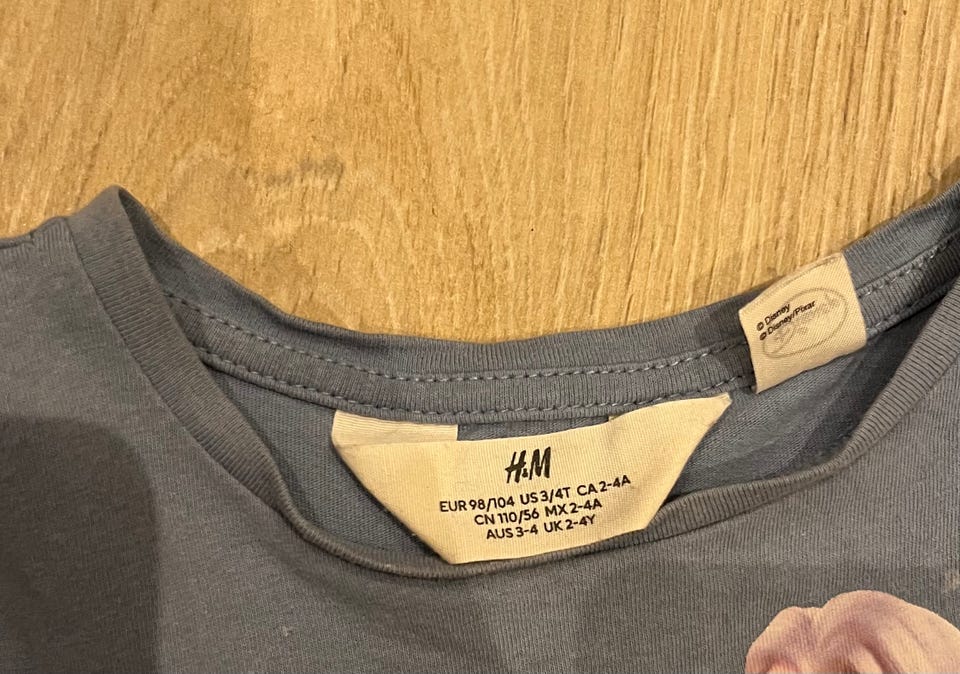 H&M
EUR 98/104 US 3/4T CA 2-4A
CN 110/56 MX 2-4A
AUS 3-4 UK 2-4Y
© Disney
© Disney/Pixar